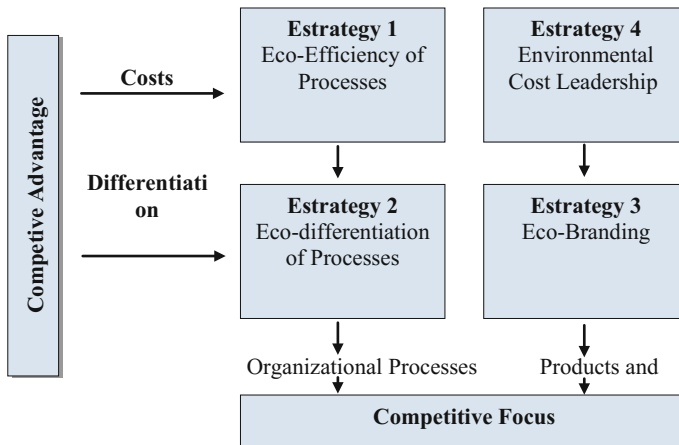 Competive Advantage
Costs
Differentiati
on
Estrategy 1
Eco-Efficiency of
Processes
Estrategy 4
Environmental
Cost Leadership
Estrategy 2
Eco-differentiation
of Processes
Estrategy 3
Eco-Branding
Organizational Processes
Products and
Competitive Focus